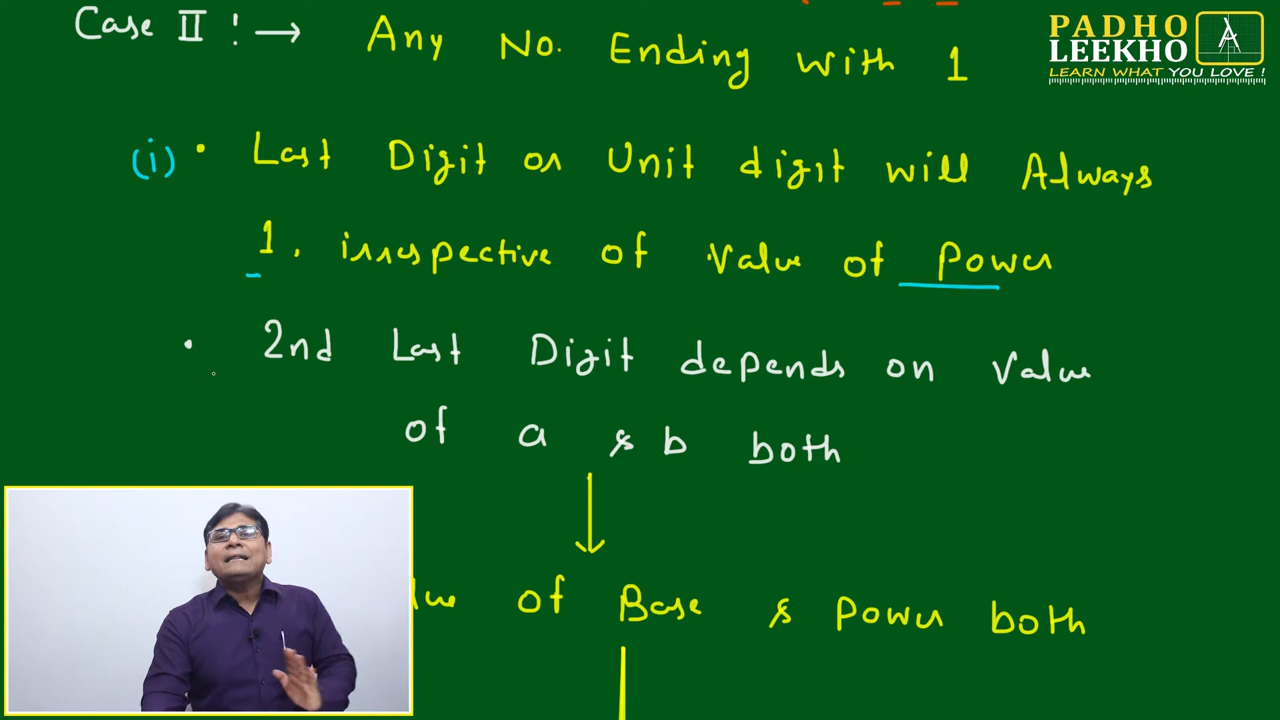 Case II :→ Any No. Ending with 1
PADHO
LEEKHO
LEARN WHAT YOU LOVE !
(i) • Last Digit or Unit digit will Always
1. irrespective of value of Power
• 2nd Last Digit depends on value
of a & b both
of Base & Power both